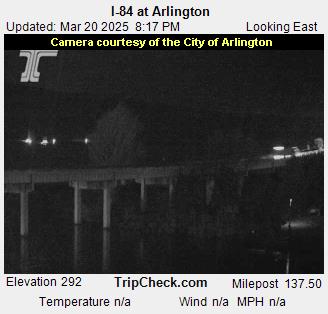 I-84 at Arlington
Updated: Mar 20 2025 8:17 PM Looking East
Camera courtesy of the City of Arlington
Elevation 292 TripCheck.com Milepost 137.50
Temperature n/a Wind n/a MPH n/a